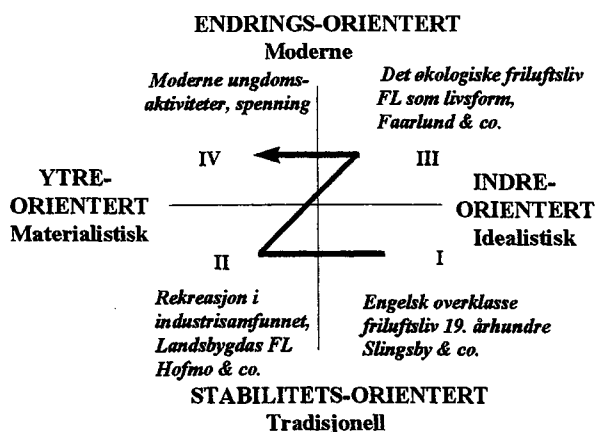 ENDRINGS-ORIENTERT
Moderne
Moderne ungdoms-
aktiviteter, spenning
Det økologiske friluftsliv
FL som livsform,
Faarlund & co.
IV
III
YTRE-
ORIENTERT
Materialistisk
INDRE-
ORIENTERT
Idealistisk
II
I
Rekreasjon i
industrisamfunnet,
Landsbygdas FL
Hofmo & co.
Engelsk overklasse
friluftsliv 19. århundre
Slingsby & co.
STABILITETS-ORIENTERT
Tradisjonell